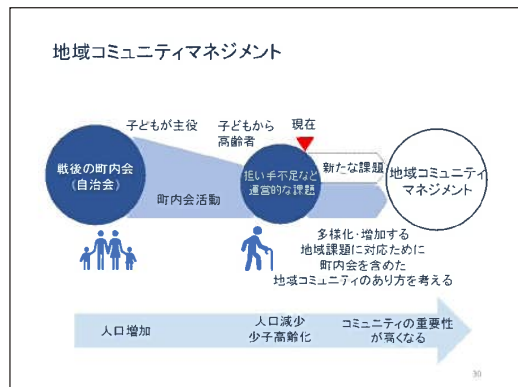 地域コミュニティマネジメント
子どもが主役
子どもから
高齢者
現在
戦後の町内会
(自治会)
担い手不足など
運営的な課題
新たな課題
地域コミュニティ
マネジメント
町内会活動
多様化・増加する
地域課題に対応ために
町内会を含めた
地域コミュニティのあり方を考える
人口増加
人口減少
少子高齢化
コミュニティの重要性
が高くなる
30